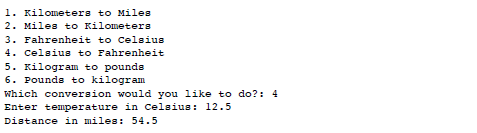 1. Kilometers to Miles
2. Miles to Kilometers
3. Fahrenheit to Celsius
4. Celsius to Fahrenheit
5. Kilogram to pounds
6. Pounds to kilogram
Which conversion would you like to do?: 4
Enter temperature in Celsius: 12.5
Distance in miles: 54.5